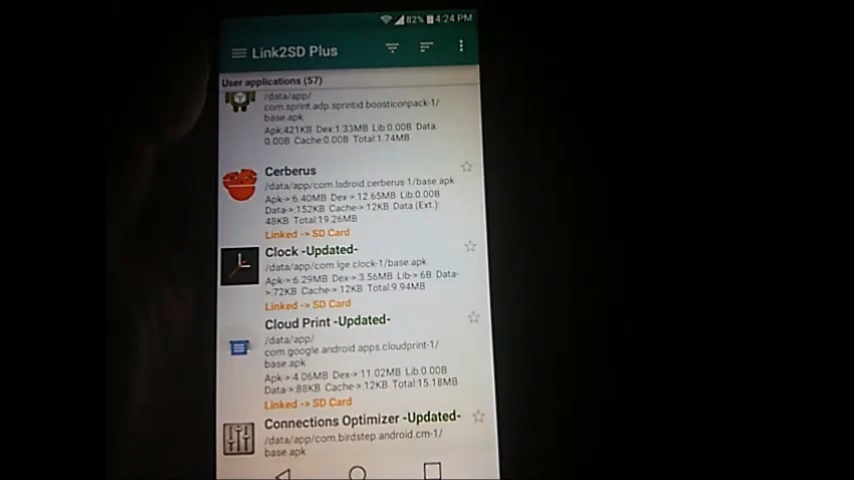 82% 4:24 PM
Link2SD Plus
User applications (57)
/data/app/
com.sprint.adp.sprintid.boosticonpack-1/
base.apk
Apk:421KB Dex:1.33MB Lib:0.00B Data
0.00B Cache:0.00B Total:1.74MB
Cerberus
/data/app/com.lsdroid.cerberus-1/base.apk
Apk-> 6.40MB Dex-> 12.65MB Lib:0.00B
Data->:152KB Cache-> 12KB Data (Ext.):
48KB Total:19.26MB
Linked -> SD Card
Clock -Updated-
/data/app/com.lge.clock-1/base.apk
Apk-> 6.29MB Dex-> 3.56MB Lib-> 6B Data-
>:72KB Cache-> 12KB Total:9.94MB
Linked -> SD Card
Cloud Print -Updated-
/data/app/
com.google.android.apps.cloudprint-1/
base.apk
Apk-> 4.06MB Dex-> 11.02MB Lib:0.00B
Data->:88KB Cache-> 12KB Total:15.18MB
Linked -> SD Card
Connections Optimizer -Updated-
/data/app/com.birdstep.android.cm-1/
base.apk